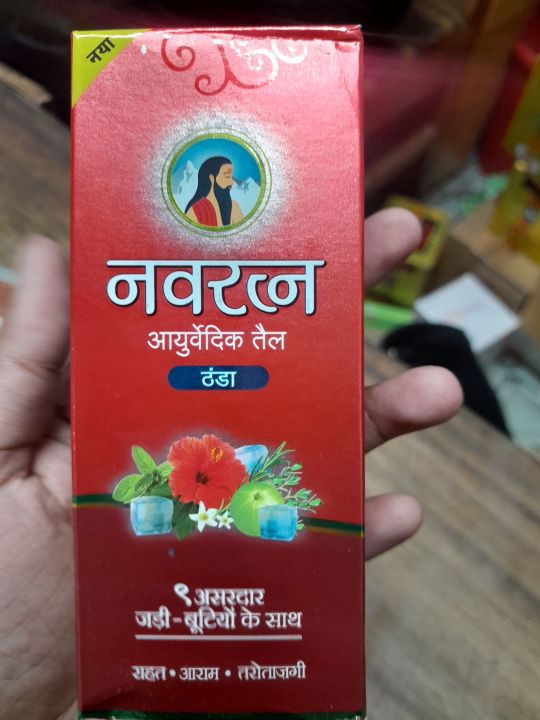 नया
नवरत्न
आयुर्वेदिक तैल
ठंडा
९ असरदार
जड़ी-बूटियों के साथ
राहत • आराम • तरोताज़गी